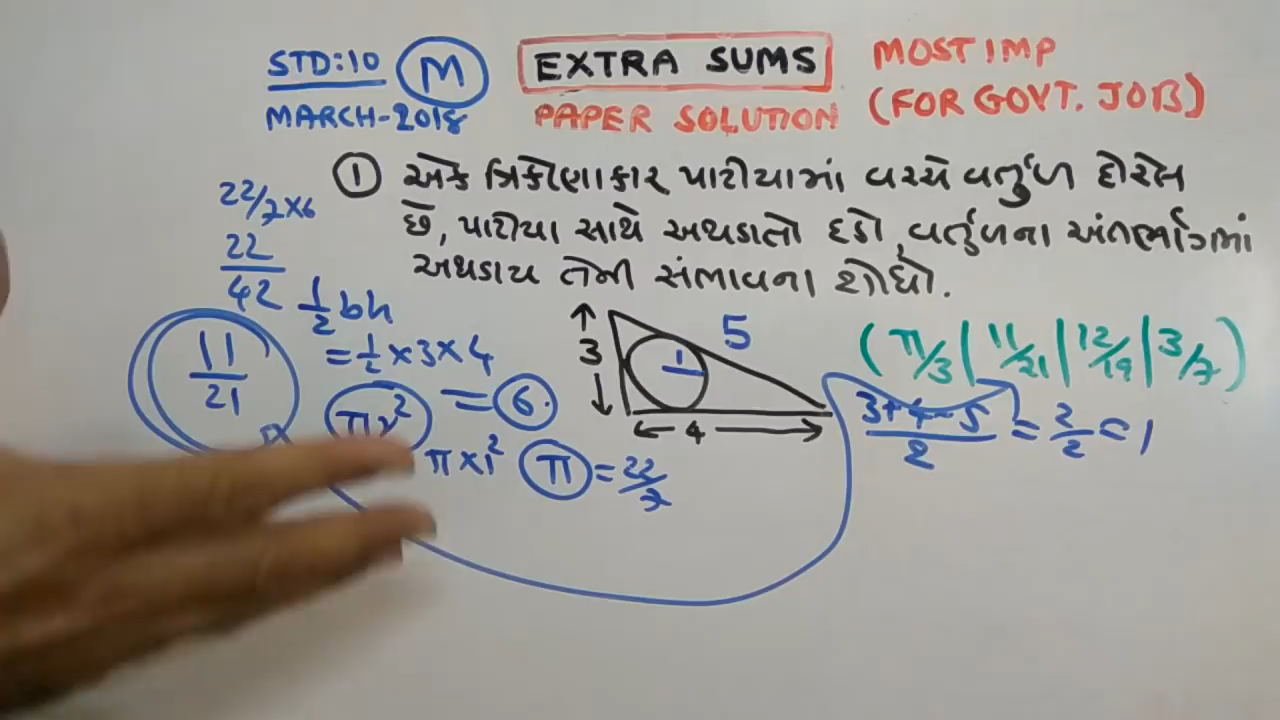 STD:10 M EXTRA SUMS MOST IMP
MARCH-2018 PAPER SOLUTION (FOR GOVT. JOB)
① એક ત્રિકોણાકાર પાટીયામાં વચ્ચે વર્તુળ દોરેલ
છે, પાટીયા સાથે અથડાતો દડો, વર્તુળના અંતર્ભાગમાં
અથડાય તેની સંભાવના શોધો.
22/7×6
22
42
11
21
1/2 bh
= 1/2 × 3 × 4
= 6.
πr²
π×1²
π = 22/7
3
1
5
4
(π/3 | 11/21 | 12/19 | 3/7)
3+4-5
2
= 2/2 = 1